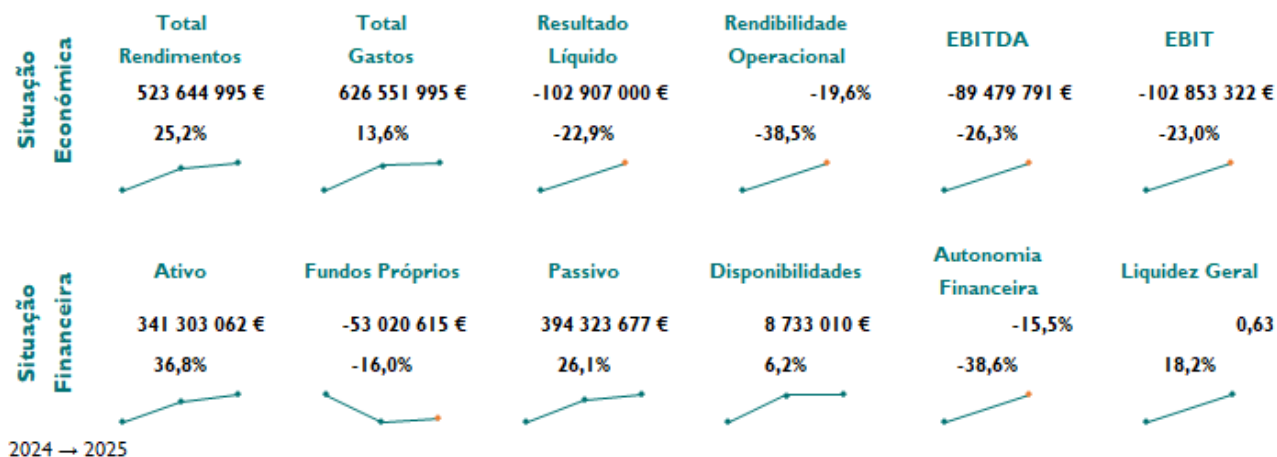 Situação
Económica
Total
Rendimentos
Total
Gastos
Resultado
Líquido
Rendibilidade
Operacional
EBITDA
EBIT
523 644 995 € 626 551 995 € -102 907 000 € -19,6% -89 479 791 € -102 853 322 €
25,2% 13,6% -22,9% -38,5% -26,3% -23,0%
Situação
Financeira
Ativo
Fundos Próprios
Passivo
Disponibilidades
Autonomia
Financeira
Liquidez Geral
341 303 062 € -53 020 615 € 394 323 677 € 8 733 010 € -15,5% 0,63
36,8% -16,0% 26,1% 6,2% -38,6% 18,2%
2024 → 2025